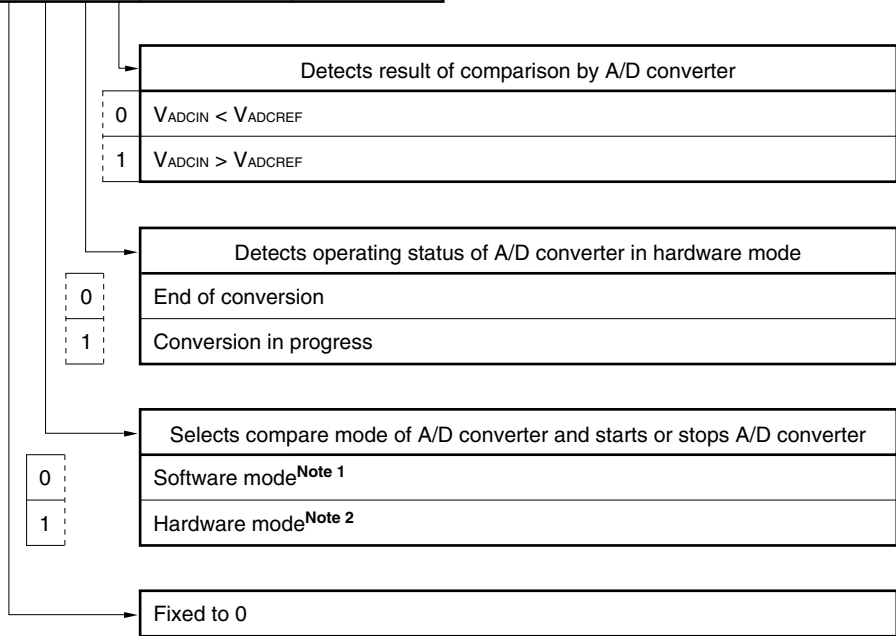 Detects result of comparison by A/D converter
0 VADCIN < VADCREF
1 VADCIN > VADCREF
Detects operating status of A/D converter in hardware mode
0 End of conversion
1 Conversion in progress
Selects compare mode of A/D converter and starts or stops A/D converter
0 Software modeNote 1
1 Hardware modeNote 2
Fixed to 0